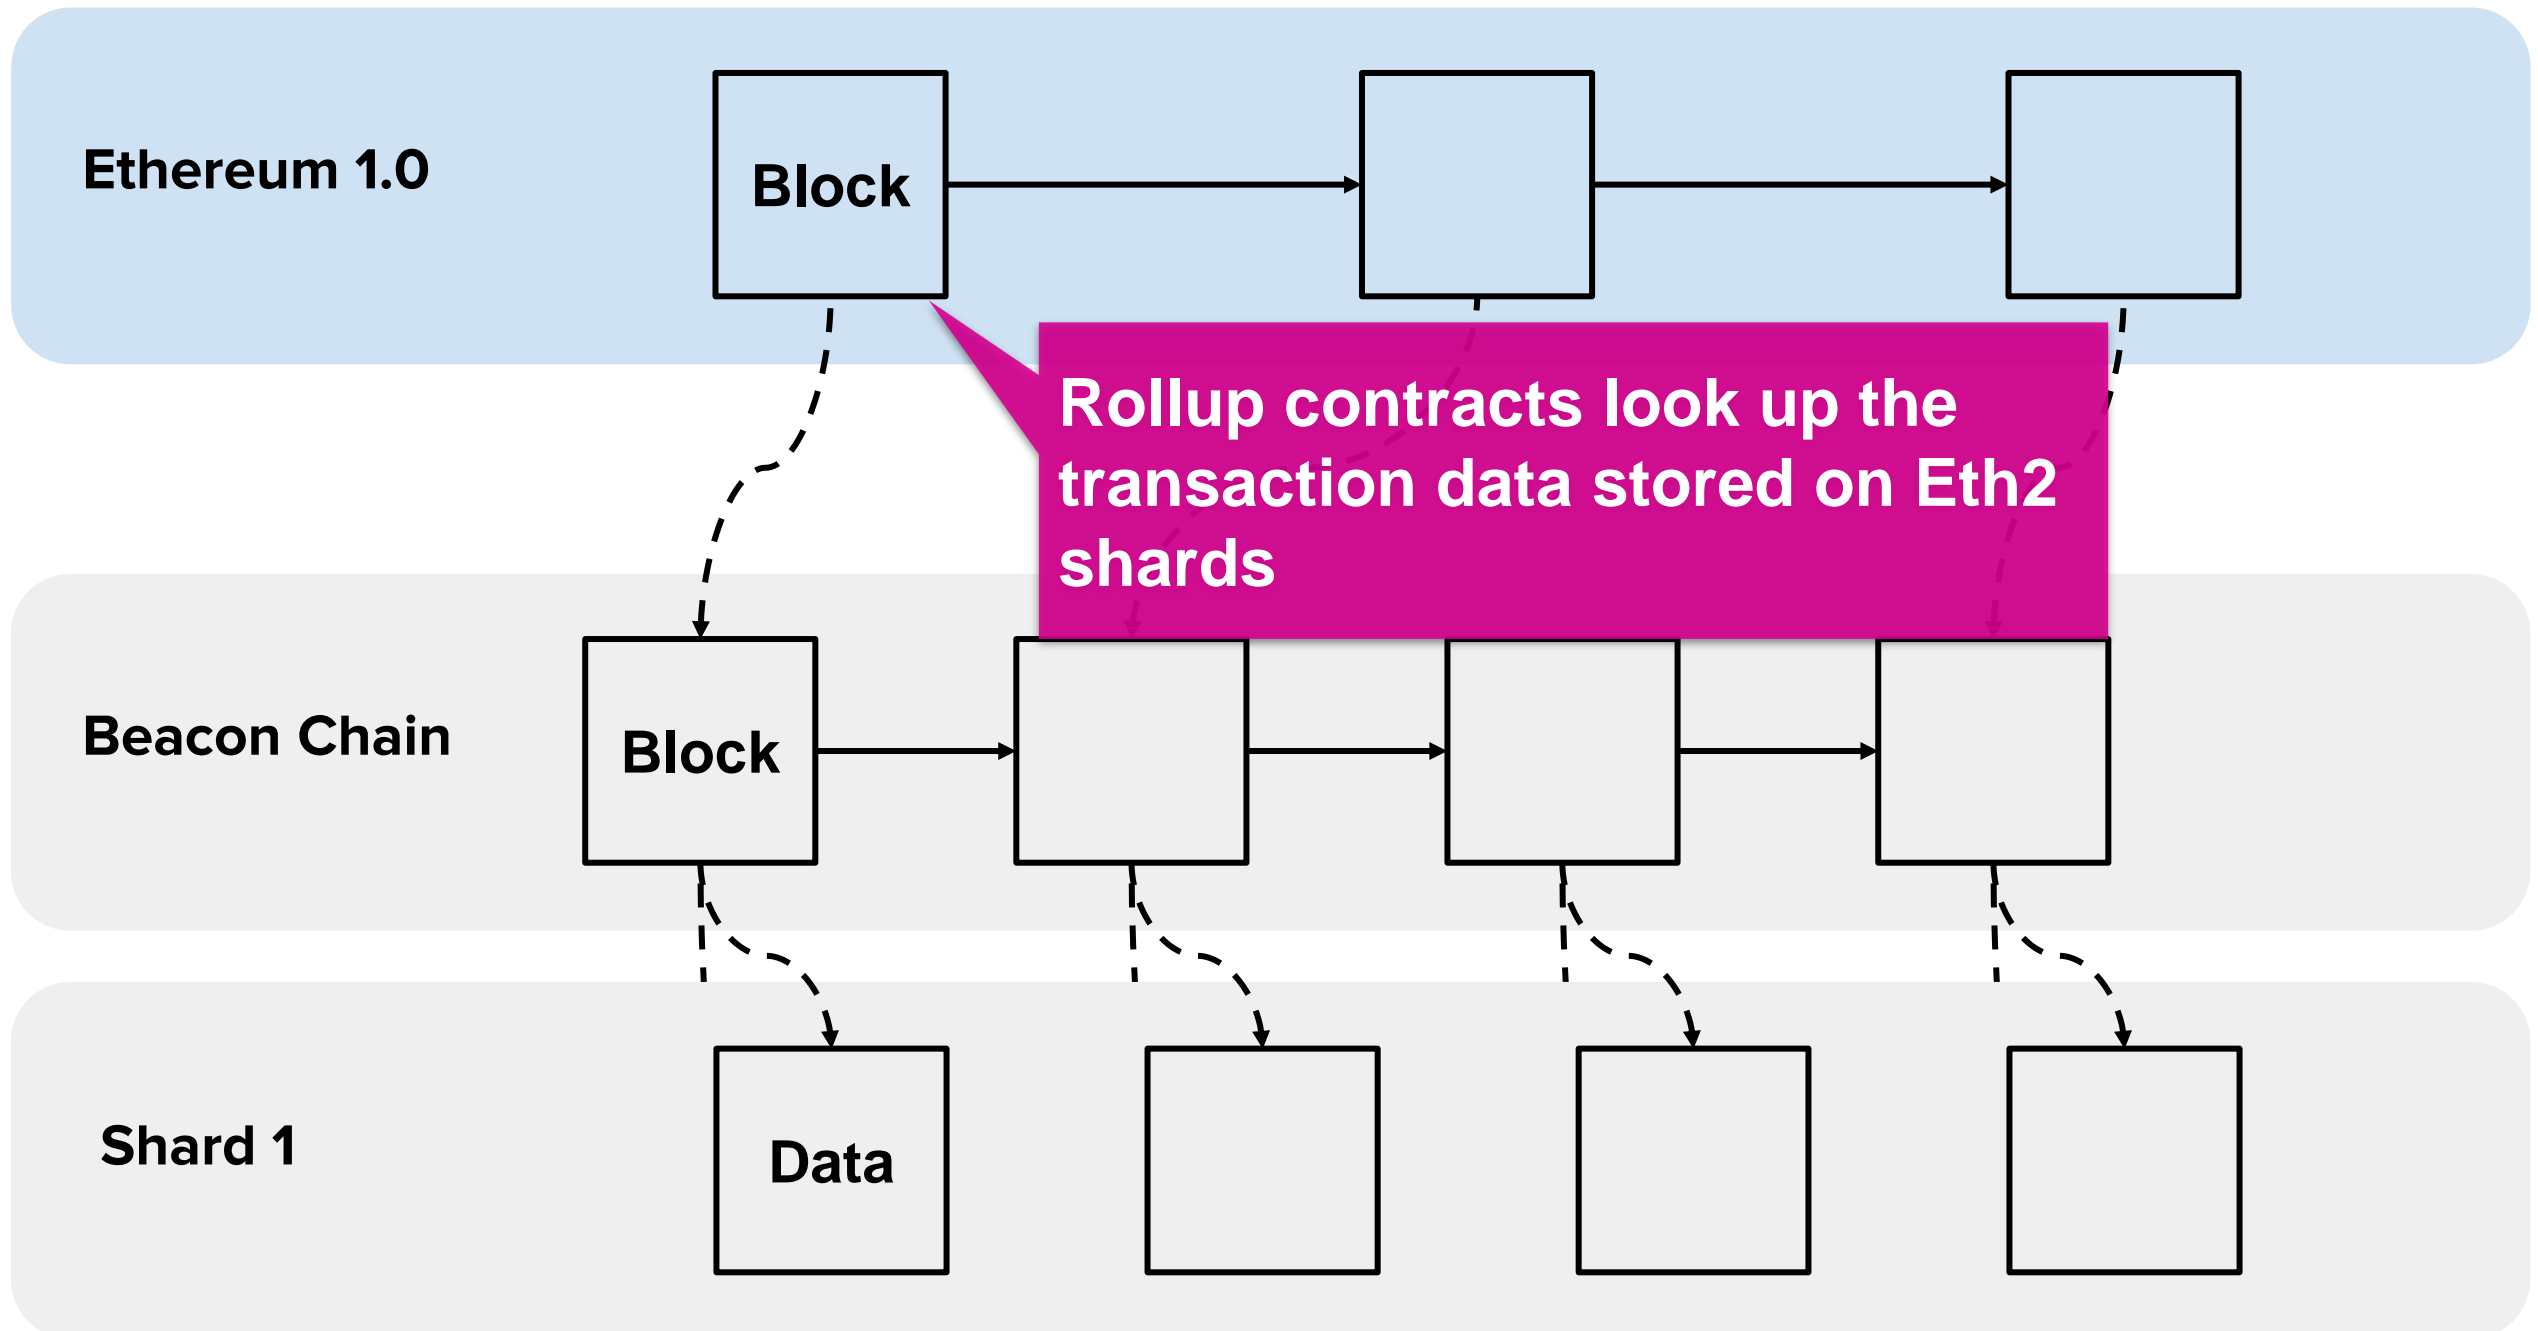 Ethereum 1.0
Block
Rollup contracts look up the
transaction data stored on Eth2
shards
Beacon Chain
Block
Shard 1
Data